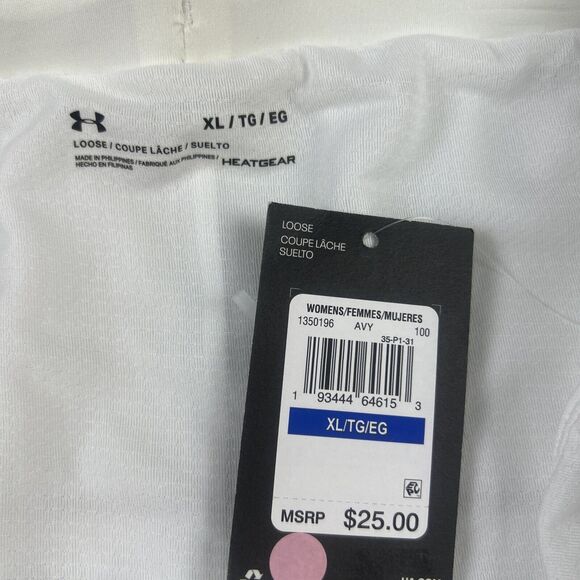 XL / TG / EG
LOOSE / COUPE LÂCHE / SUELTO
MADE IN PHILIPPINES / FABRIQUÉ AUX PHILIPPINES /
HECHO EN FILIPINAS
HEATGEAR
LOOSE
COUPE LÂCHE
SUELTO
WOMENS/FEMMES/MUJERES
1350196 AVY 100
35-P1-31
1 93444 64615 3
XL/TG/EG
MSRP $25.00